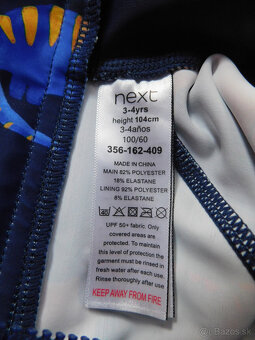 next
3-4yrs
height 104cm
3-4años
100/60
356-162-409
MADE IN CHINA
MAIN 82% POLYESTER
18% ELASTANE
LINING 92% POLYESTER
8% ELASTANE
UPF 50+ fabric. Only
covered areas are
protected. To maintain
this level of protection the
garment must be rinsed in
fresh water after each use.
Rinse thoroughly after use
KEEP AWAY FROM FIRE
© sbazar.sk